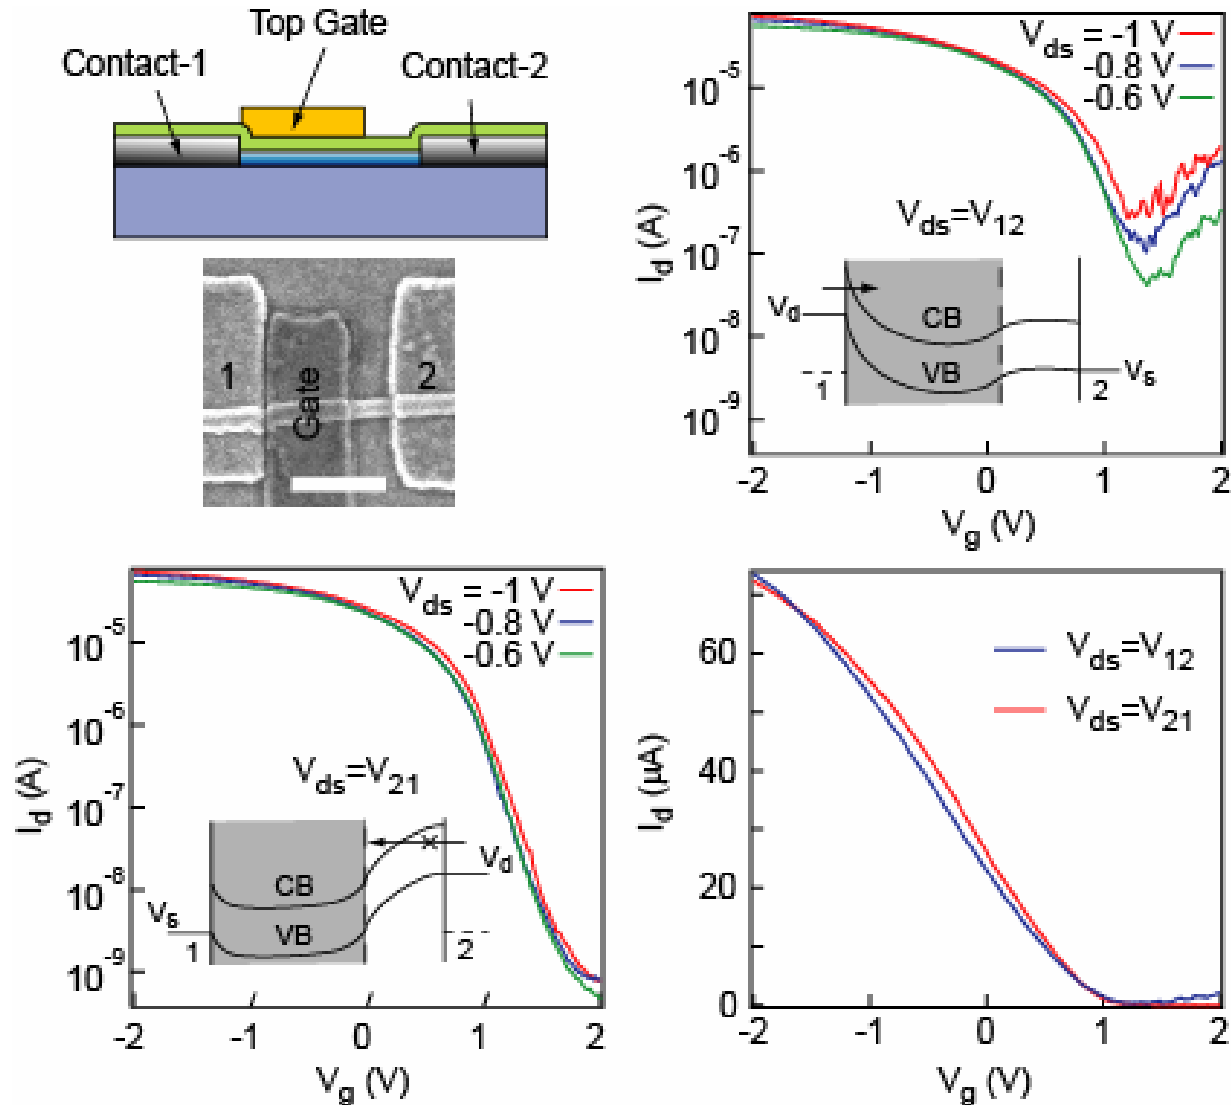 Top Gate
Contact-1
Contact-2
1
Gate
2
V_ds = -1 V
-0.8 V
-0.6 V
10^-5
10^-6
10^-7
10^-8
10^-9
I_d (A)
V_ds=V_12
V_d
CB
VB
1
2
V_s
-2
-1
0
1
2
V_g (V)
V_ds = -1 V
-0.8 V
-0.6 V
10^-5
10^-6
10^-7
10^-8
10^-9
I_d (A)
V_ds=V_21
V_d
CB
V_s
VB
1
2
-2
-1
0
1
2
V_g (V)
60
40
20
0
I_d (µA)
V_ds=V_12
V_ds=V_21
-2
-1
0
1
2
V_g (V)